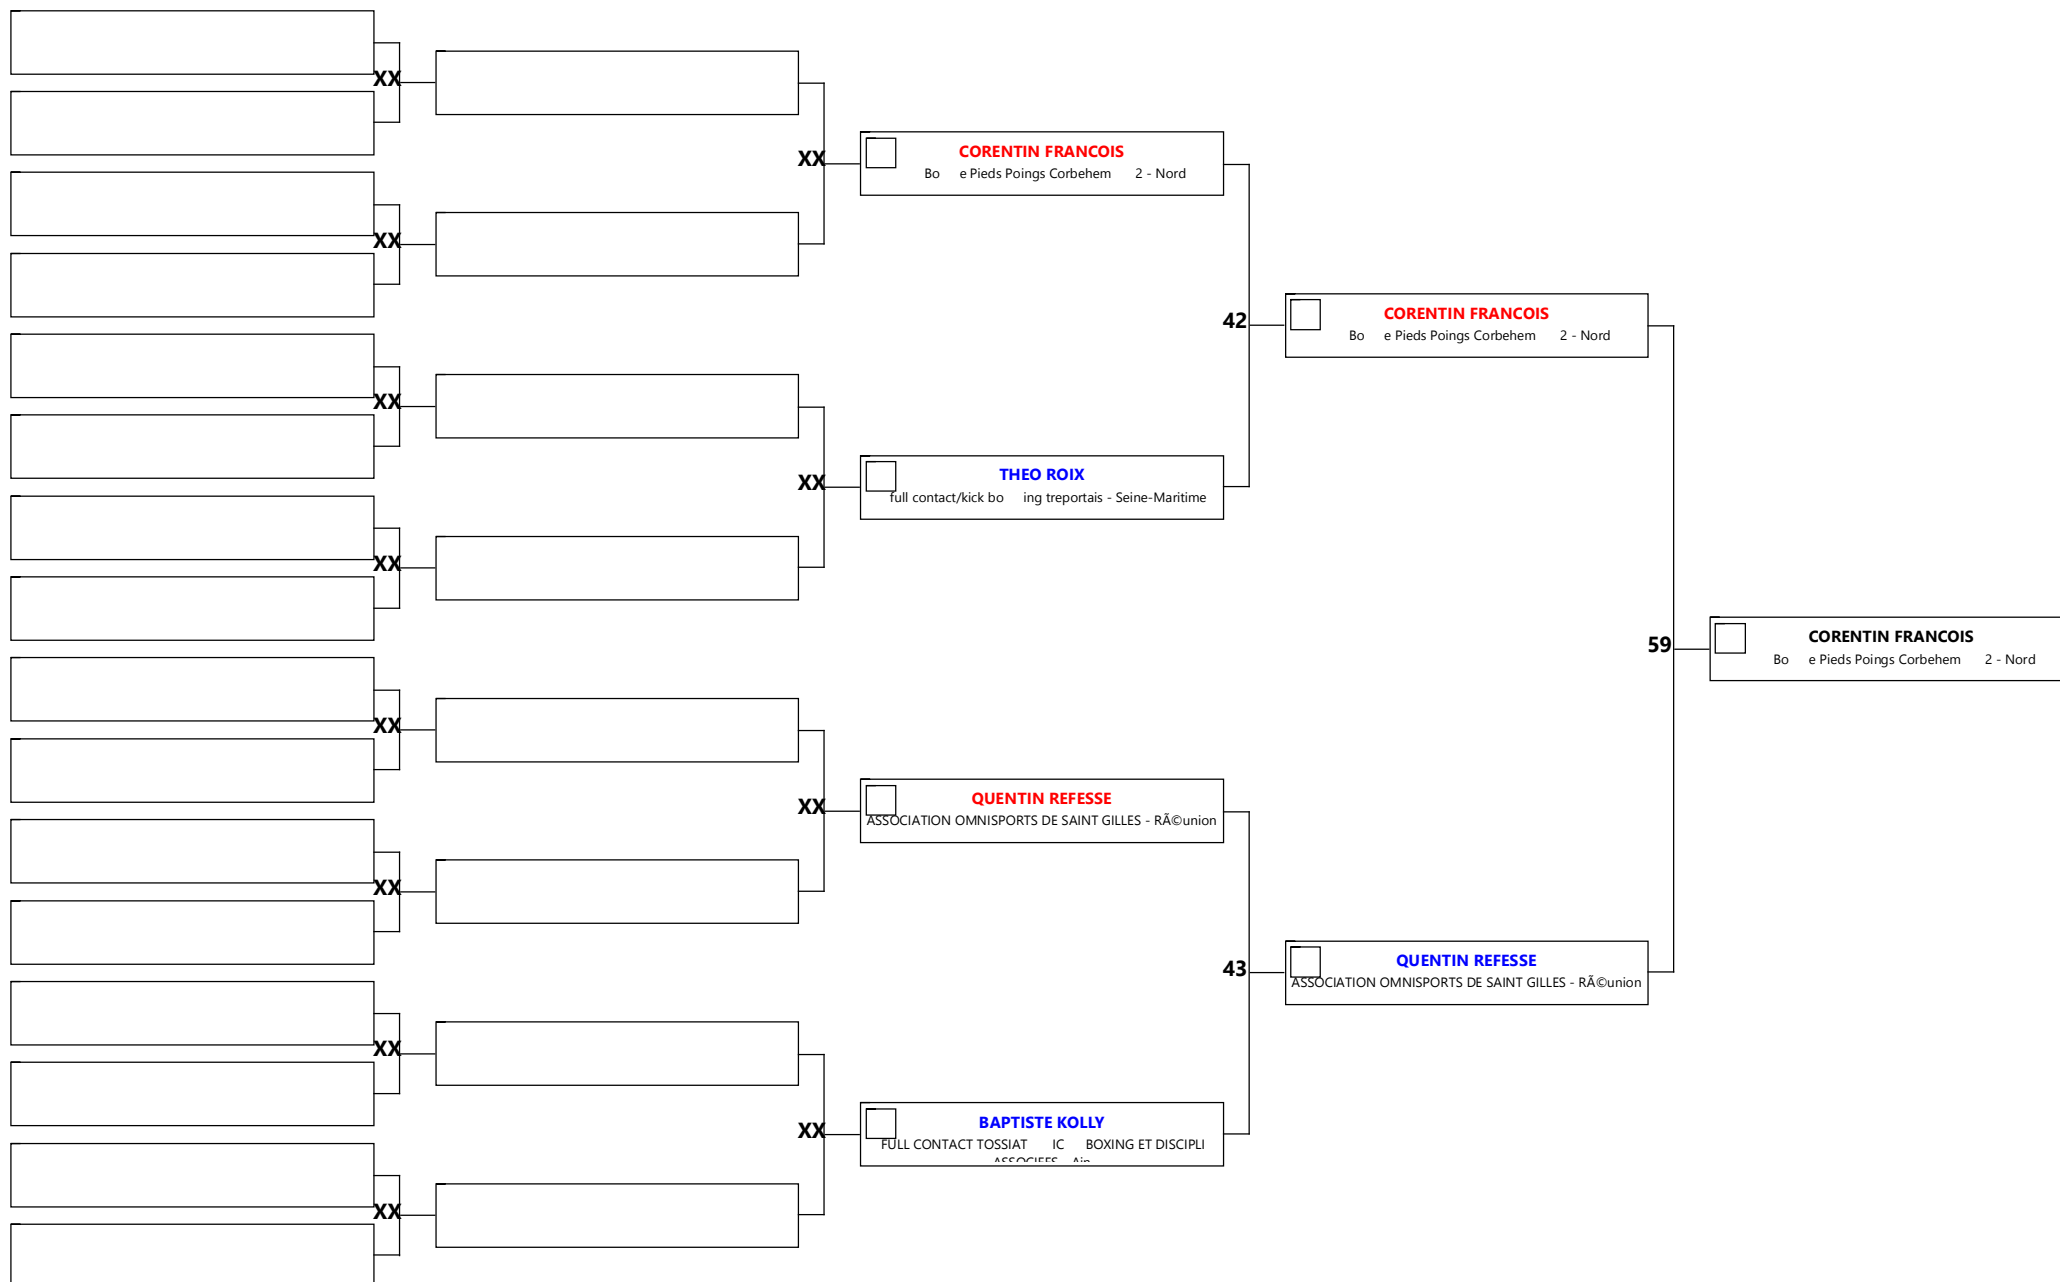 XX
XX
XX
XX
XX
XX
XX
XX
XX
XX
XX
XX
CORENTIN FRANCOIS
Bo e Pieds Poings Corbehem 2 - Nord
THEO ROIX
full contact/kick bo ing treportais - Seine-Maritime
QUENTIN REFESSE
ASSOCIATION OMNISPORTS DE SAINT GILLES - RÃ©union
BAPTISTE KOLLY
FULL CONTACT TOSSIAT IC BOXING ET DISCIPLI
ASSOCIEES - Ain
42
43
CORENTIN FRANCOIS
Bo e Pieds Poings Corbehem 2 - Nord
QUENTIN REFESSE
ASSOCIATION OMNISPORTS DE SAINT GILLES - RÃ©union
59
CORENTIN FRANCOIS
Bo e Pieds Poings Corbehem 2 - Nord